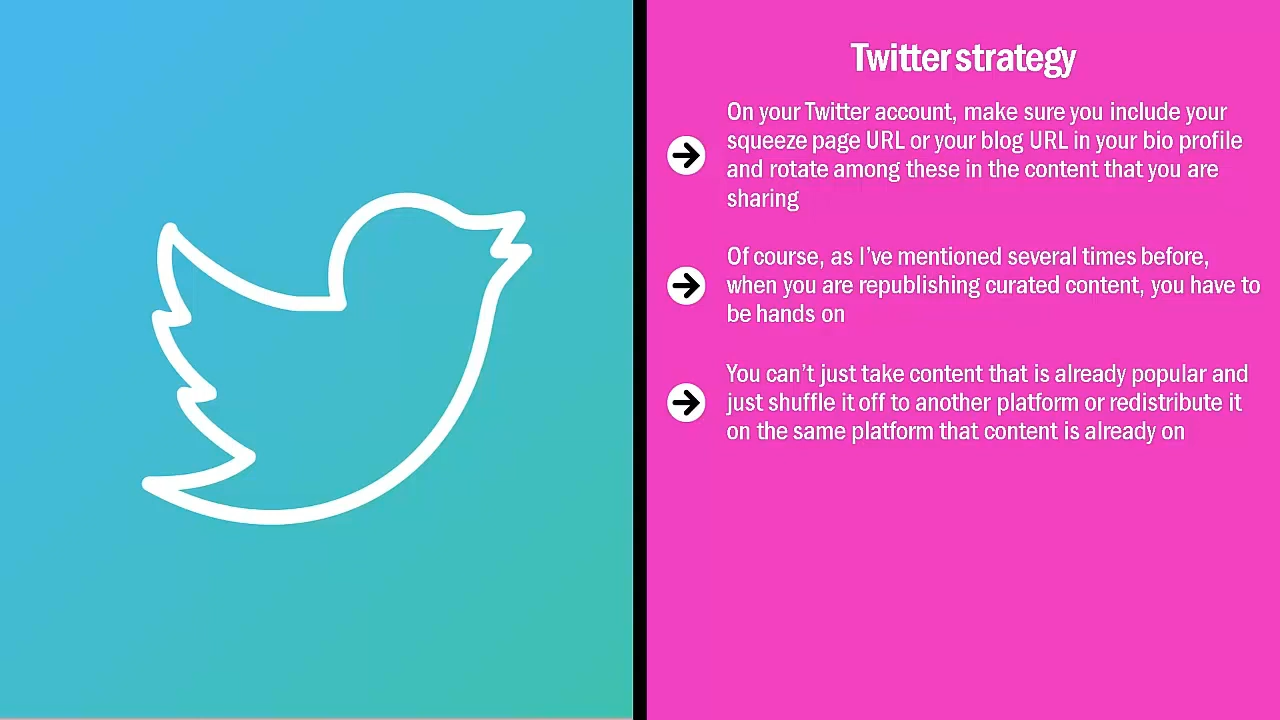 Twitter strategy
On your Twitter account, make sure you include your
squeeze page URL or your blog URL in your bio profile
and rotate among these in the content that you are
sharing
Of course, as I’ve mentioned several times before,
when you are republishing curated content, you have to
be hands on
You can’t just take content that is already popular and
just shuffle it off to another platform or redistribute it
on the same platform that content is already on